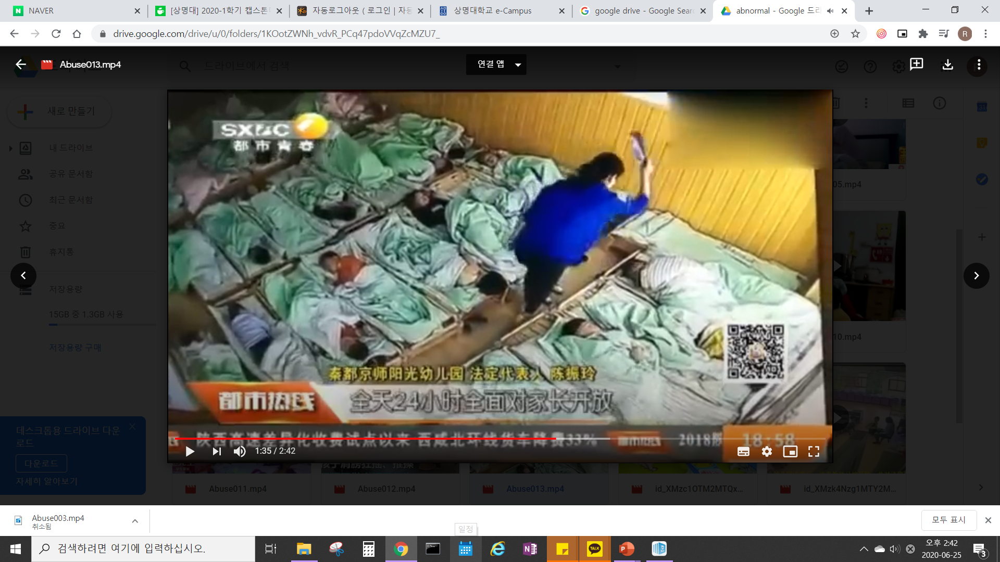 NAVER
[상명대] 2020-1학기 캡스톤
자동로그아웃 ( 로그인 | 자동
상명대학교 e-Campus
google drive - Google Sear
abnormal - Google 드라
drive.google.com/drive/u/0/folders/1KOotZWNh_vdvR_PCq47pdoVVqZcMZU7_
R
Abuse013.mp4
드라이브에서 검색
연결 앱
새로 만들기
내 드라이브
공유 문서함
최근 문서함
중요
휴지통
저장용량
15GB 중 1.3GB 사용
저장용량 구매
데스크톱용 드라이브 다운
로드
다운로드
자세히 알아보기
都市青春
05.mp4
10.mp4
秦都京师阳光幼儿园 法定代表人 陈振玲
都市热线
全天24小时全面对家长开放
陕西高速差异化收费试点以来 西咸北环线货车降费33%
2018
18:58
1:35 / 2:42
Abuse011.mp4
Abuse012.mp4
Abuse013.mp4
id_XMzc1OTM2MTQx...
id_XMzk4Nzg1MTY2M...
Abuse003.mp4
취소됨
모두 표시
일정
검색하려면 여기에 입력하십시오.
TALK
오후 2:42
2020-06-25
3